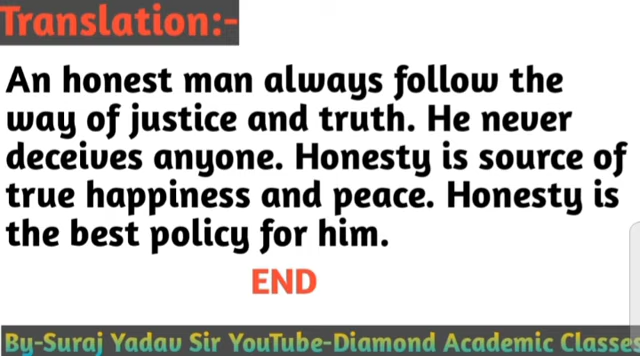 Translation:-
An honest man always follow the
way of justice and truth. He never
deceives anyone. Honesty is source of
true happiness and peace. Honesty is
the best policy for him.
END
By-Suraj Yadav Sir YouTube-Diamond Academic Classes